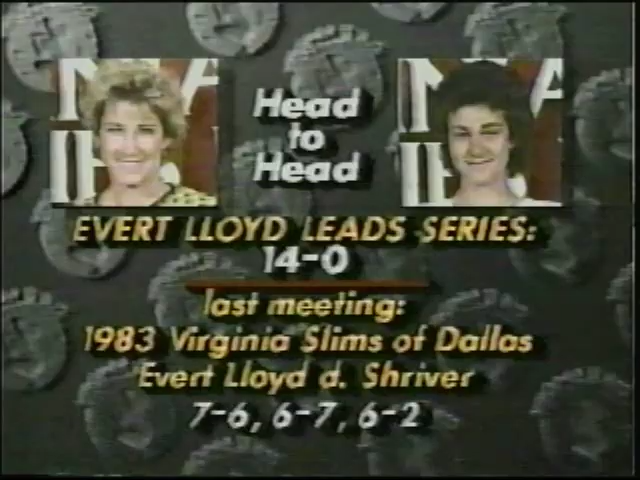 Head
to
Head
EVERT LLOYD LEADS SERIES:
14-0
last meeting:
1983 Virginia Slims of Dallas
Evert Lloyd d. Shriver
7-6, 6-7, 6-2